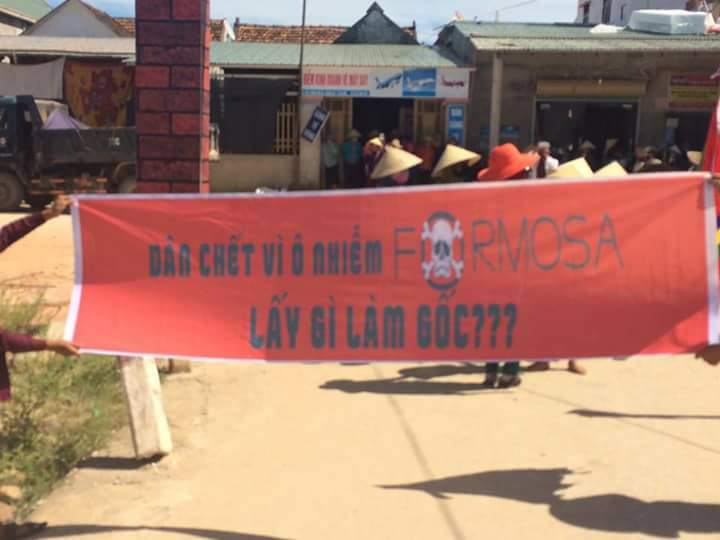 DÂN CHẾT VÌ Ô NHIỄM FORMOSA
LẤY GÌ LÀM GỐC???